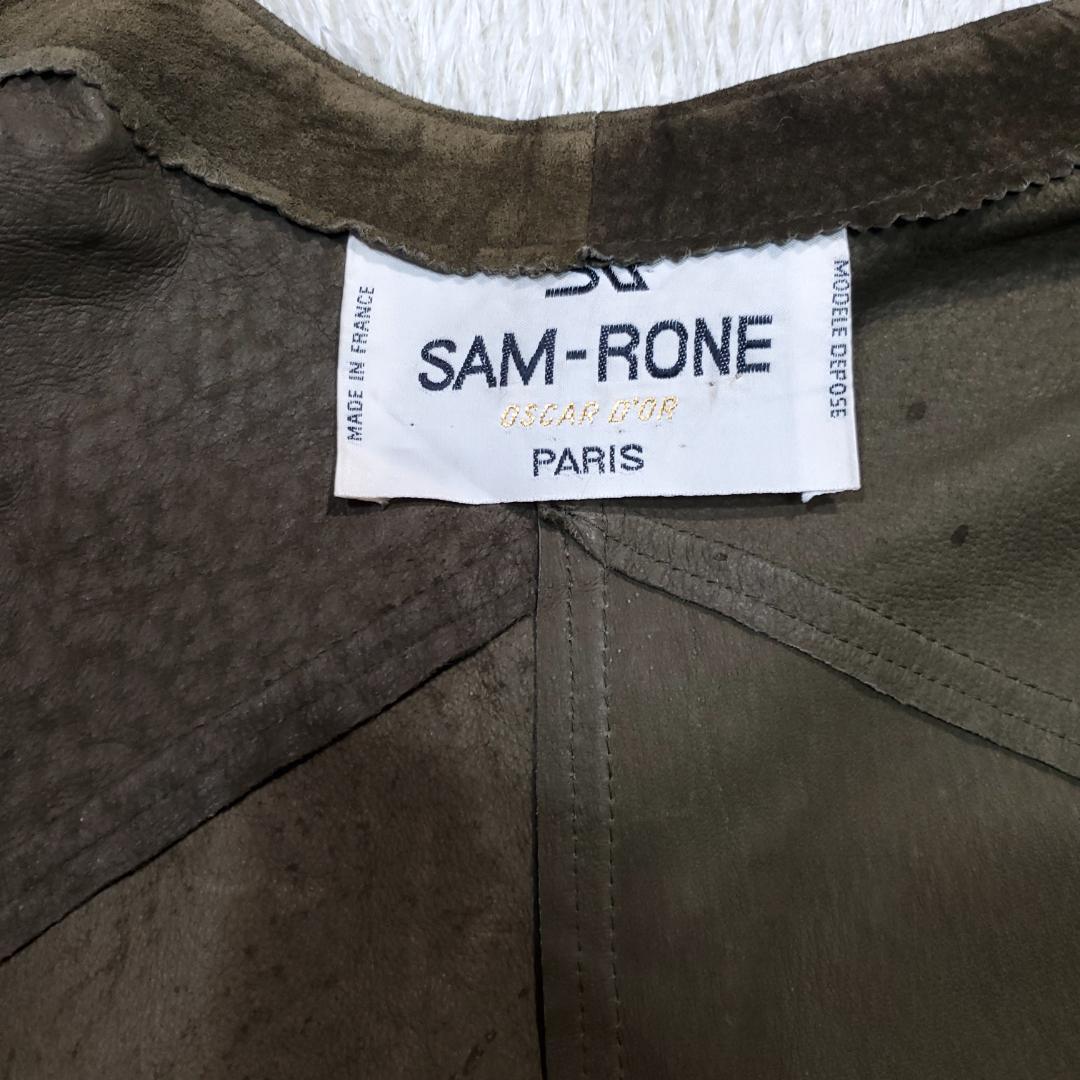 SAM-RONE
OSCAR D'OR
PARIS
MADE IN FRANCE
MODELE DEPOSE